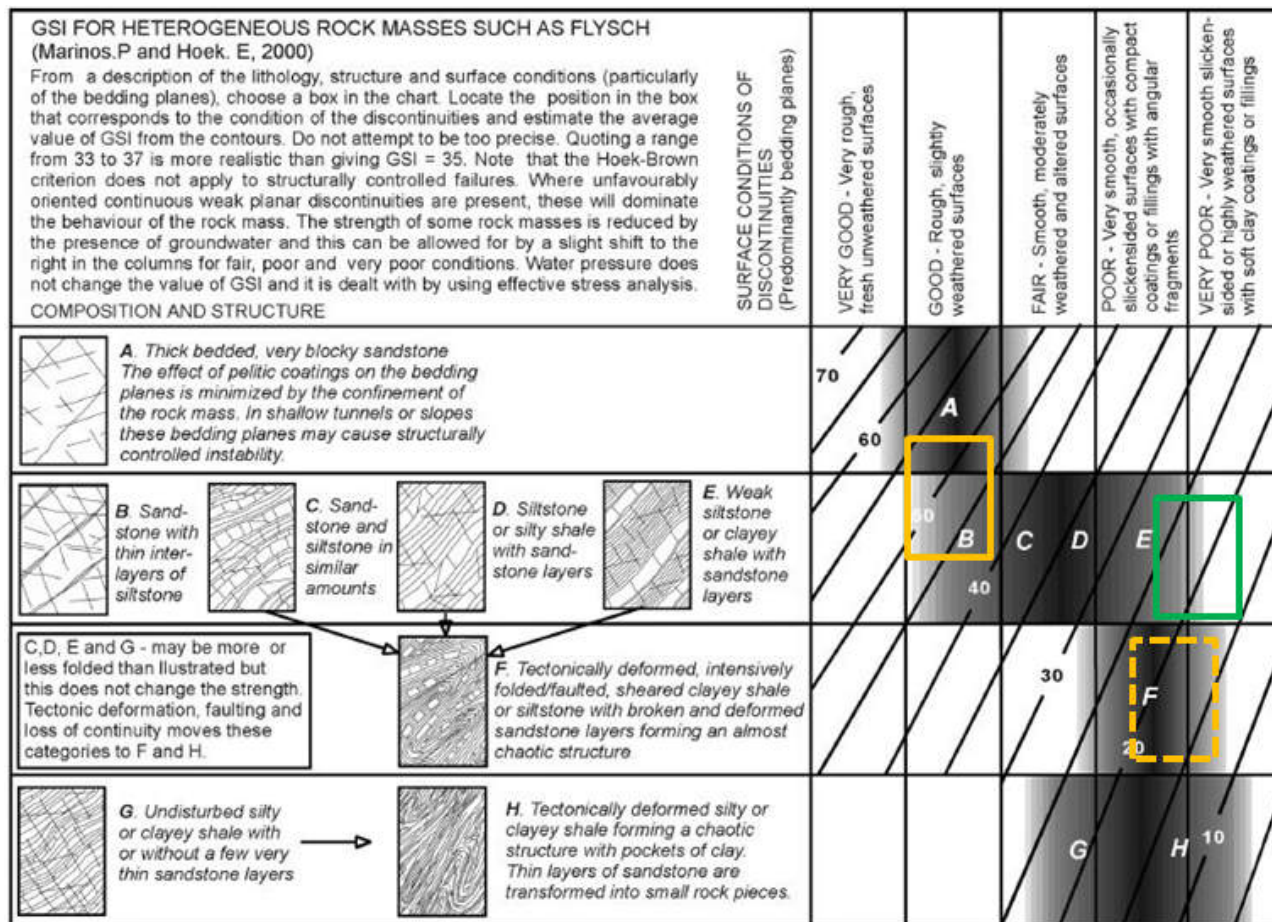 GSI FOR HETEROGENEOUS ROCK MASSES SUCH AS FLYSCH
(Marinos.P and Hoek. E, 2000)
From a description of the lithology, structure and surface conditions (particularly
of the bedding planes), choose a box in the chart. Locate the position in the box
that corresponds to the condition of the discontinuities and estimate the average
value of GSI from the contours. Do not attempt to be too precise. Quoting a range
from 33 to 37 is more realistic than giving GSI = 35. Note that the Hoek-Brown
criterion does not apply to structurally controlled failures. Where unfavourably
oriented continuous weak planar discontinuities are present, these will dominate
the behaviour of the rock mass. The strength of some rock masses is reduced by
the presence of groundwater and this can be allowed for by a slight shift to the
right in the columns for fair, poor and very poor conditions. Water pressure does
not change the value of GSI and it is dealt with by using effective stress analysis.
COMPOSITION AND STRUCTURE
SURFACE CONDITIONS OF
DISCONTINUITIES
(Predominantly bedding planes)
VERY GOOD - Very rough,
fresh unweathered surfaces
GOOD - Rough, slightly
weathered surfaces
FAIR - Smooth, moderately
weathered and altered surfaces
POOR - Very smooth, occasionally
slickensided surfaces with compact
coatings or fillings with angular
fragments
VERY POOR - Very smooth slicken-
sided or highly weathered surfaces
with soft clay coatings or fillings
A. Thick bedded, very blocky sandstone
The effect of pelitic coatings on the bedding
planes is minimized by the confinement of
the rock mass. In shallow tunnels or slopes
these bedding planes may cause structurally
controlled instability.
70
60
A
B. Sand-
stone with
thin inter-
layers of
siltstone
C. Sand-
stone and
siltstone in
similar
amounts
D. Siltstone
or silty shale
with sand-
stone layers
E. Weak
siltstone
or clayey
shale with
sandstone
layers
50
B
C
D
E
40
C,D, E and G - may be more or
less folded than llustrated but
this does not change the strength.
Tectonic deformation, faulting and
loss of continuity moves these
categories to F and H.
F. Tectonically deformed, intensively
folded/faulted, sheared clayey shale
or siltstone with broken and deformed
sandstone layers forming an almost
chaotic structure
30
F
20
G. Undisturbed silty
or clayey shale with
or without a few very
thin sandstone layers
H. Tectonically deformed silty or
clayey shale forming a chaotic
structure with pockets of clay.
Thin layers of sandstone are
transformed into small rock pieces.
G
H
10